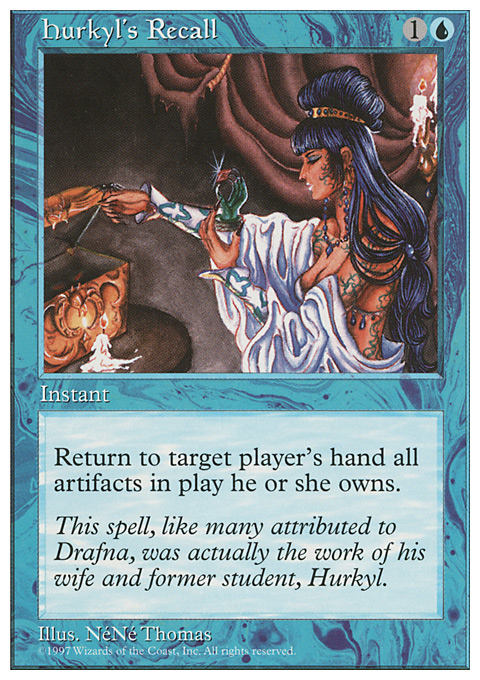 Hurkyl's Recall
1
Instant
Return to target player's hand all
artifacts in play he or she owns.
This spell, like many attributed to
Drafna, was actually the work of his
wife and former student, Hurkyl.
Illus. NéNé Thomas
©1997 Wizards of the Coast, Inc. All rights reserved.